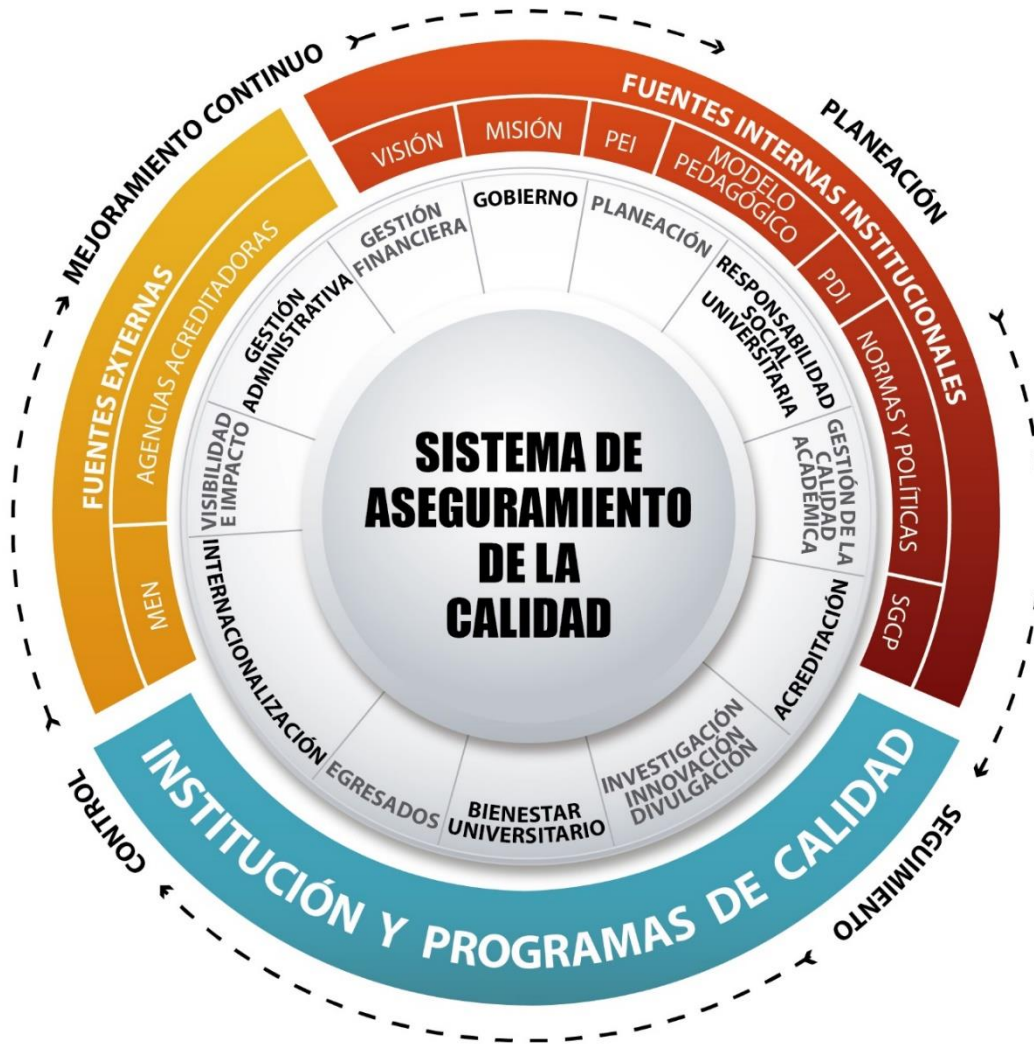 MEJORAMIENTO CONTINUO
PLANEACIÓN
SEGUIMIENTO
CONTROL
FUENTES INTERNAS INSTITUCIONALES
VISIÓN
MISIÓN
PEI
MODELO
PEDAGÓGICO
PDI
NORMAS Y POLÍTICAS
SGCP
FUENTES EXTERNAS
AGENCIAS ACREDITADORAS
MEN
INSTITUCIÓN Y PROGRAMAS DE CALIDAD
GOBIERNO
PLANEACIÓN
RESPONSABILIDAD
SOCIAL
UNIVERSITARIA
GESTIÓN DE LA
CALIDAD
ACADÉMICA
ACREDITACIÓN
INVESTIGACIÓN
INNOVACIÓN
DIVULGACIÓN
BIENESTAR
UNIVERSITARIO
EGRESADOS
INTERNACIONALIZACIÓN
VISIBILIDAD
E IMPACTO
GESTIÓN
ADMINISTRATIVA
GESTIÓN
FINANCIERA
SISTEMA DE
ASEGURAMIENTO
DE LA
CALIDAD